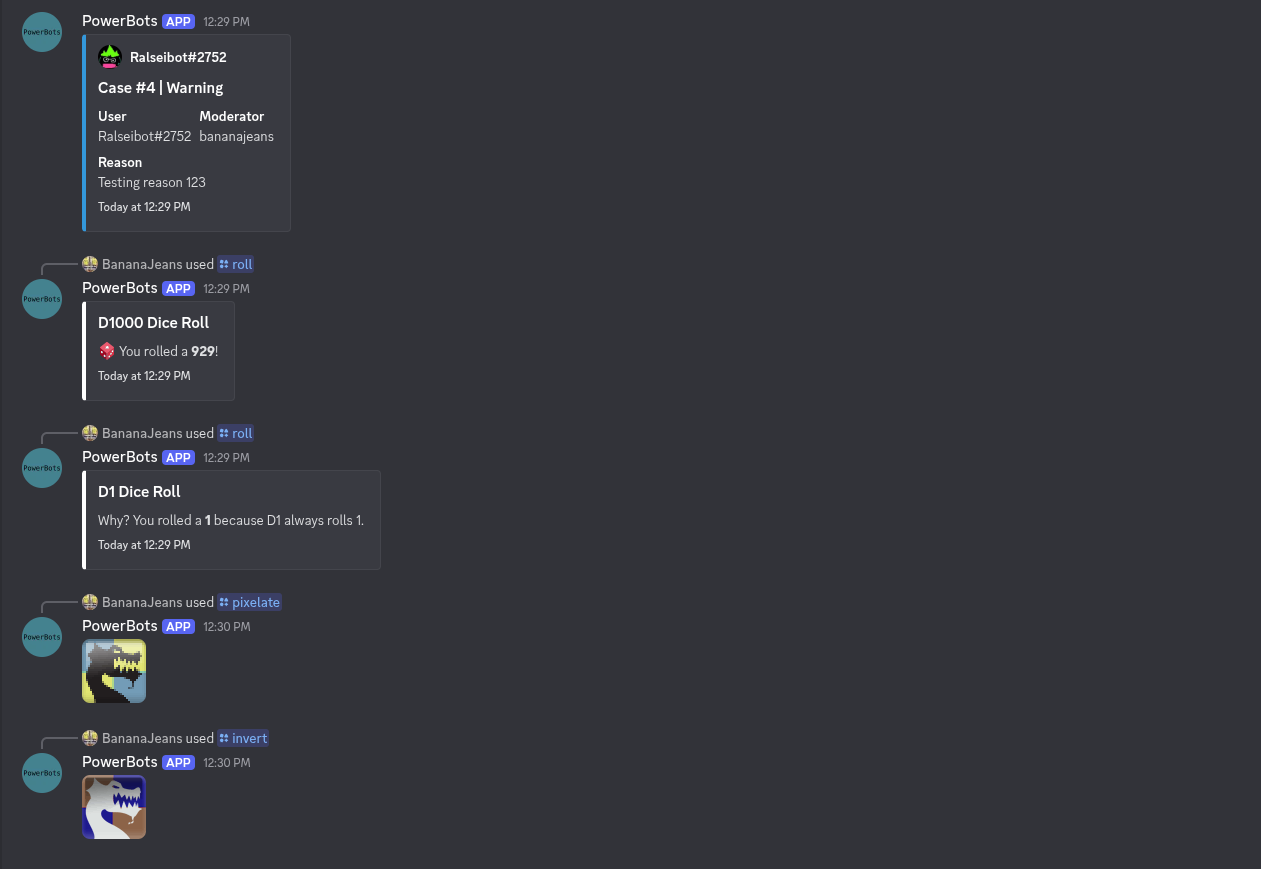 PowerBots
PowerBots APP 12:29 PM
Ralseibot#2752
Case #4 | Warning
User Moderator
Ralseibot#2752 bananajeans
Reason
Testing reason 123
Today at 12:29 PM
BananaJeans used roll
PowerBots
PowerBots APP 12:29 PM
D1000 Dice Roll
You rolled a 929!
Today at 12:29 PM
BananaJeans used roll
PowerBots
PowerBots APP 12:29 PM
D1 Dice Roll
Why? You rolled a 1 because D1 always rolls 1.
Today at 12:29 PM
BananaJeans used pixelate
PowerBots
PowerBots APP 12:30 PM
BananaJeans used invert
PowerBots
PowerBots APP 12:30 PM